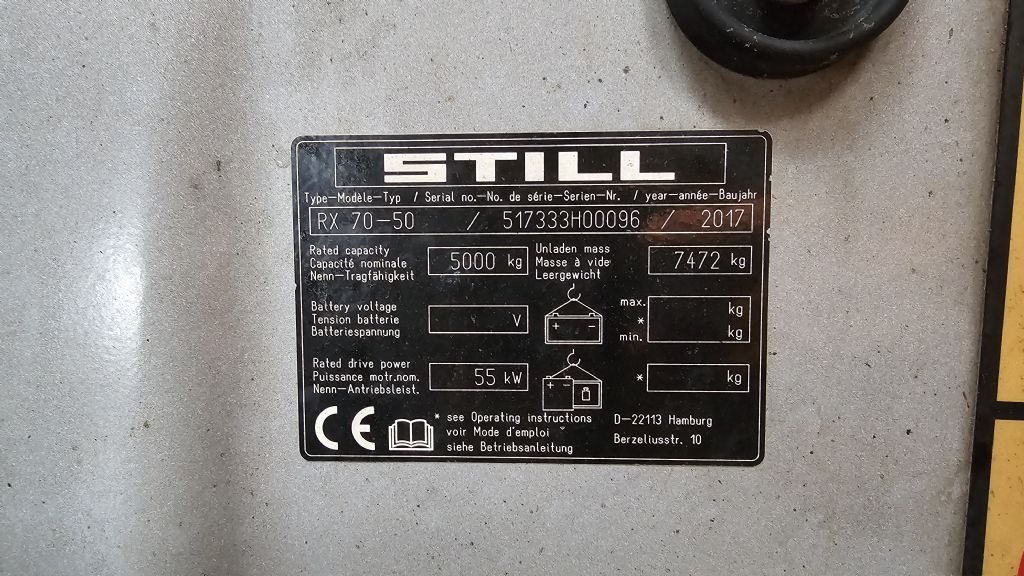 STILL
Type-Modèle-Typ / Serial no.-No. de série-Serien-Nr. / year-année-Baujahr
RX 70-50 / 517333H00096 / 2017
Rated capacity
Capacité nominale
Nenn-Tragfähigkeit
5000 kg
Unladen mass
Masse à vide
Leergewicht
7472 kg
Battery voltage
Tension batterie
Batteriespannung
V
+ -
max.
*
min.
kg
kg
Rated drive power
Puissance motr.nom.
Nenn-Antriebsleist.
55 kW
+ -
* kg
CE
* see Operating instructions
voir Mode d'emploi
siehe Betriebsanleitung
D-22113 Hamburg
Berzeliusstr. 10